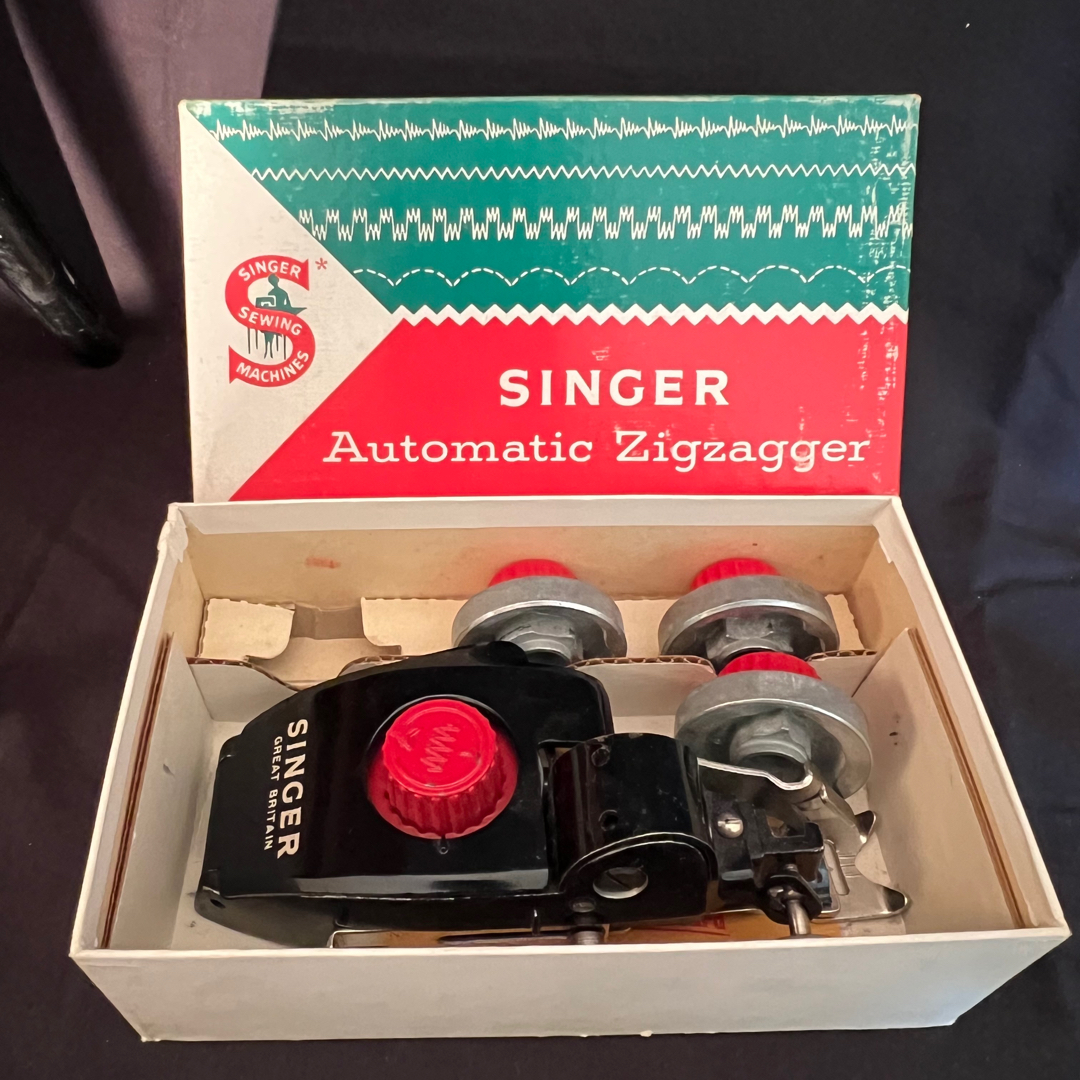 SINGER*
SEWING
MACHINES
SINGER
Automatic Zigzagger
SINGER
GREAT BRITAIN